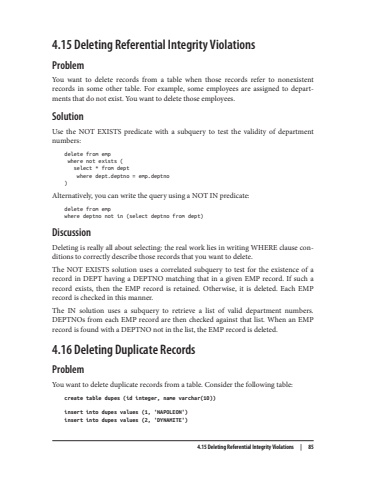 4.15 Deleting Referential Integrity Violations
Problem
You want to delete records from a table when those records refer to nonexistent
records in some other table. For example, some employees are assigned to depart-
ments that do not exist. You want to delete those employees.
Solution
Use the NOT EXISTS predicate with a subquery to test the validity of department
numbers:
delete from emp
where not exists (
select * from dept
where dept.deptno = emp.deptno
)
Alternatively, you can write the query using a NOT IN predicate:
delete from emp
where deptno not in (select deptno from dept)
Discussion
Deleting is really all about selecting: the real work lies in writing WHERE clause con-
ditions to correctly describe those records that you want to delete.
The NOT EXISTS solution uses a correlated subquery to test for the existence of a
record in DEPT having a DEPTNO matching that in a given EMP record. If such a
record exists, then the EMP record is retained. Otherwise, it is deleted. Each EMP
record is checked in this manner.
The IN solution uses a subquery to retrieve a list of valid department numbers.
DEPTNOs from each EMP record are then checked against that list. When an EMP
record is found with a DEPTNO not in the list, the EMP record is deleted.
4.16 Deleting Duplicate Records
Problem
You want to delete duplicate records from a table. Consider the following table:
create table dupes (id integer, name varchar(10))
insert into dupes values (1, 'NAPOLEON')
insert into dupes values (2, 'DYNAMITE')
4.15 Deleting Referential Integrity Violations | 85